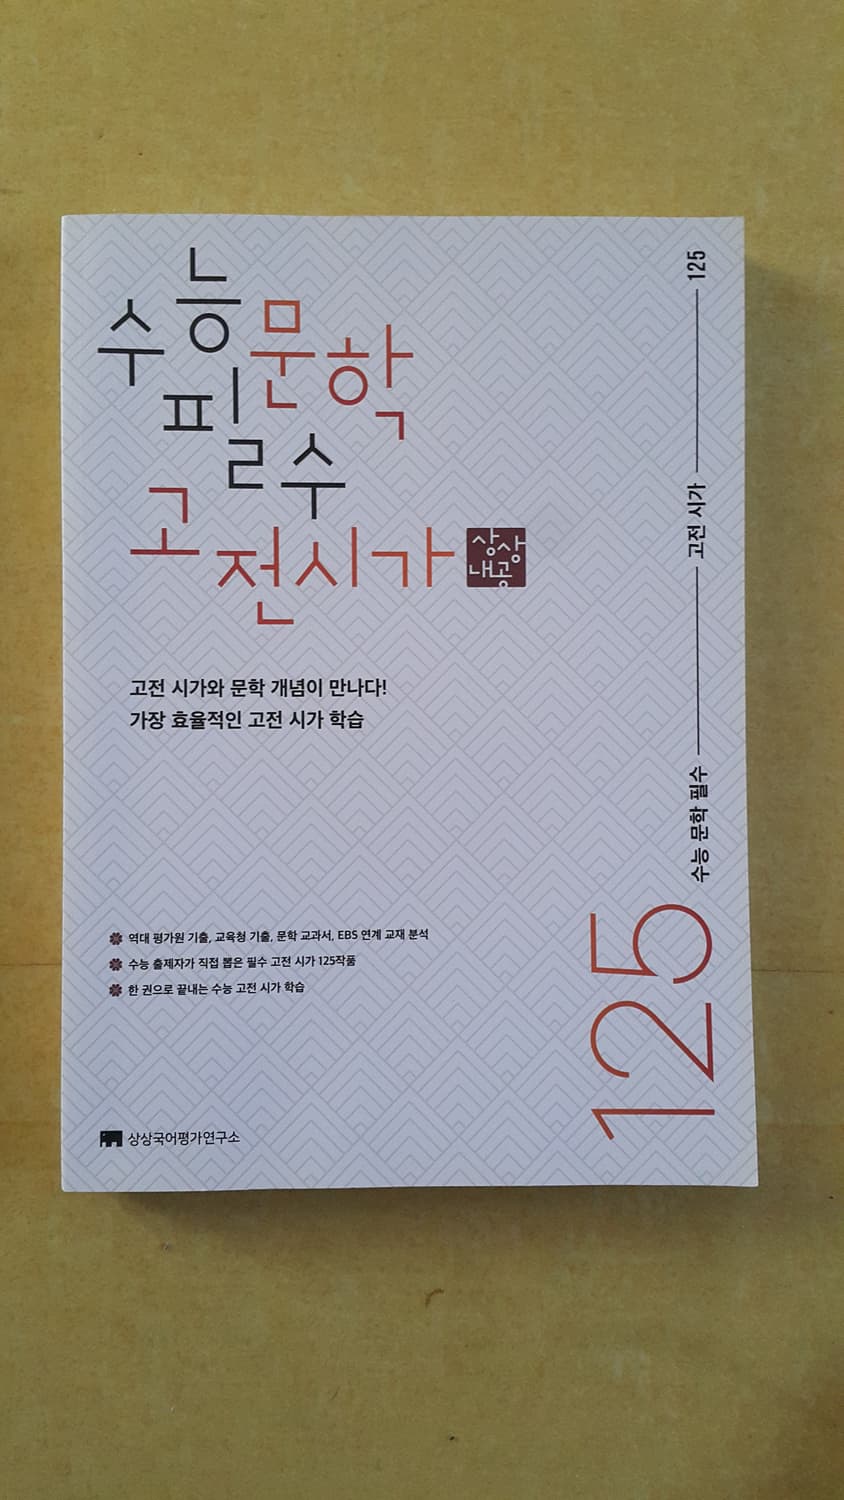 수능문학
필수
고전시가
상상
내공
고전 시가와 문학 개념이 만나다!
가장 효율적인 고전 시가 학습
역대 평가원 기출, 교육청 기출, 문학 교과서, EBS 연계 교재 분석
수능 출제자가 직접 뽑은 필수 고전 시가 125작품
한 권으로 끝내는 수능 고전 시가 학습
상상국어평가연구소
수능 문학 필수 고전 시가 125
125